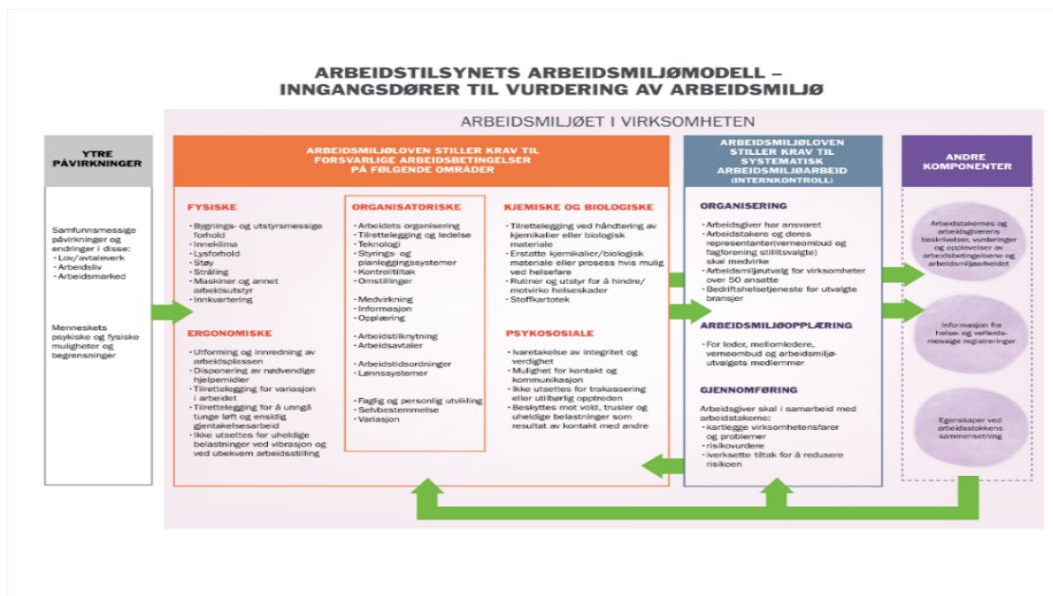 ARBEIDSTILSYNETS ARBEIDSMILJØMODELL –
INNGANGSDØRER TIL VURDERING AV ARBEIDSMILJØ
ARBEIDSMILJØET I VIRKSOMHETEN
YTRE
PÅVIRKNINGER
Samfunnsmessige
påvirkninger og
endringer i disse:
• Lov/avtaleverk
• Arbeidsliv
• Arbeidsmarked
Menneskets
psykiske og fysiske
muligheter og
begrensninger
ARBEIDSMILJØLOVEN STILLER KRAV TIL
FORSVARLIGE ARBEIDSBETINGELSER
PÅ FØLGENDE OMRÅDER
FYSISKE
• Bygnings- og utstyrsmessige
forhold
• Inneklima
• Lysforhold
• Støy
• Stråling
• Maskiner og annet
arbeidsutstyr
• Innkvartering
ERGONOMISKE
• Utforming og innredning av
arbeidsplassen
• Disponering av nødvendige
hjelpemidler
• Tilrettelegging for variasjon
i arbeidet
• Tilrettelegging for å unngå
tunge løft og ensidig
gjentakelsesarbeid
• Ikke utsettes for uheldige
belastninger ved vibrasjon og
ved ubekvem arbeidsstilling
ORGANISATORISKE
• Arbeidets organisering
• Tilrettelegging og ledelse
• Teknologi
• Styrings- og
planleggingssystemer
• Kontrolltiltak
• Omstillinger
• Medvirkning
• Informasjon
• Opplæring
• Arbeidstilknytning
• Arbeidsavtaler
• Arbeidstidsordninger
• Lønnssystemer
• Faglig og personlig utvikling
• Selvbestemmelse
• Variasjon
KJEMISKE OG BIOLOGISKE
• Tilrettelegging ved håndtering av
kjemikalier eller biologisk
materiale
• Erstatte kjemikalier/biologisk
materiale eller prosess hvis mulig
ved helsefare
• Rutiner og utstyr for å hindre/
motvirke helseskader
• Stoffkartotek
PSYKOSOSIALE
• Ivaretakelse av integritet og
verdighet
• Mulighet for kontakt og
kommunikasjon
• Ikke utsettes for trakassering
eller utilbørlig opptreden
• Beskyttes mot vold, trusler og
uheldige belastninger som
resultat av kontakt med andre
ARBEIDSMILJØLOVEN
STILLER KRAV TIL
SYSTEMATISK
ARBEIDSMILJØARBEID
(INTERNKONTROLL)
ORGANISERING
• Arbeidsgiver har ansvaret
• Arbeidstakere og deres
representanter(verneombud og
fagforening stillitsvalgte)
skal medvirke
• Arbeidsmiljøutvalg for virksomheter
over 50 ansatte
• Bedriftshelsetjeneste for utvalgte
bransjer
ARBEIDSMILJØOPPLÆRING
• For leder, mellomledere,
verneombud og arbeidsmiljø-
utvalgets medlemmer
GJENNOMFØRING
Arbeidsgiver skal i samarbeid med
arbeidstakerne:
• kartlegge virksomhetensfarer
og problemer
• risikovurdere
• iverksette tiltak for å redusere
risikoen
ANDRE
KOMPONENTER
Arbeidstakernes og
arbeidsgiverens
beskrivelser, vurderinger
og opplevelser av
arbeidsbetingelsene og
arbeidsmiljøarbeidet
Informasjon fra
helse- og velferds-
messige registreringer
Egenskaper ved
arbeidsstokkens
sammensetning